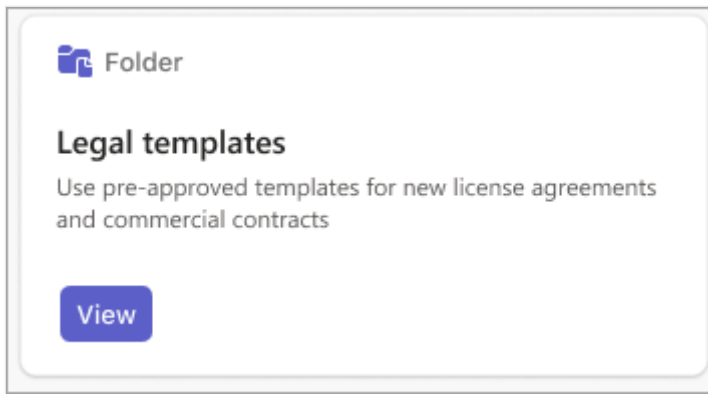 Folder
Legal templates
Use pre-approved templates for new license agreements
and commercial contracts
View